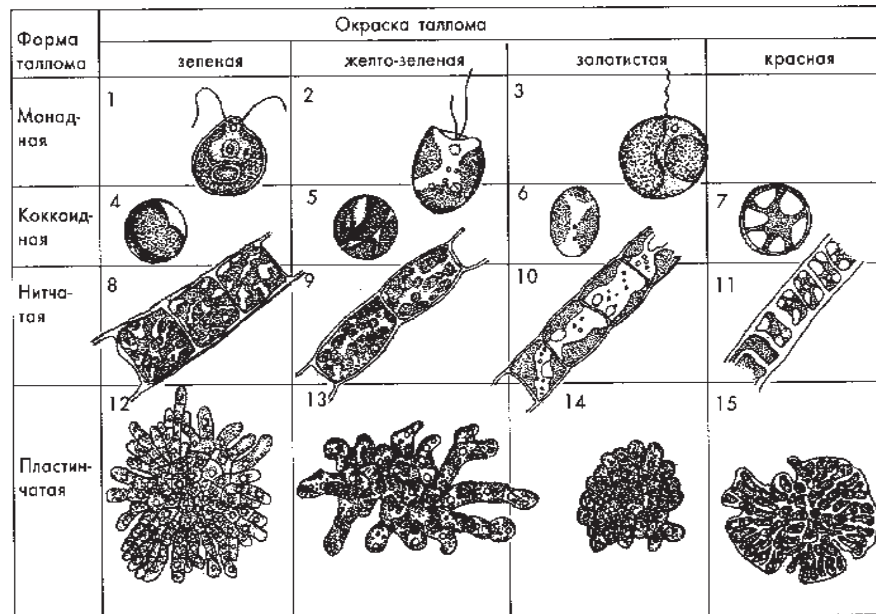 Форма
таллома
Окраска таллома
зеленая
желто-зеленая
золотистая
красная
Монад-
ная
1
2
3
Коккоид-
ная
4
5
6
7
Нитча-
тая
8
9
10
11
Пластин-
чатая
12
13
14
15